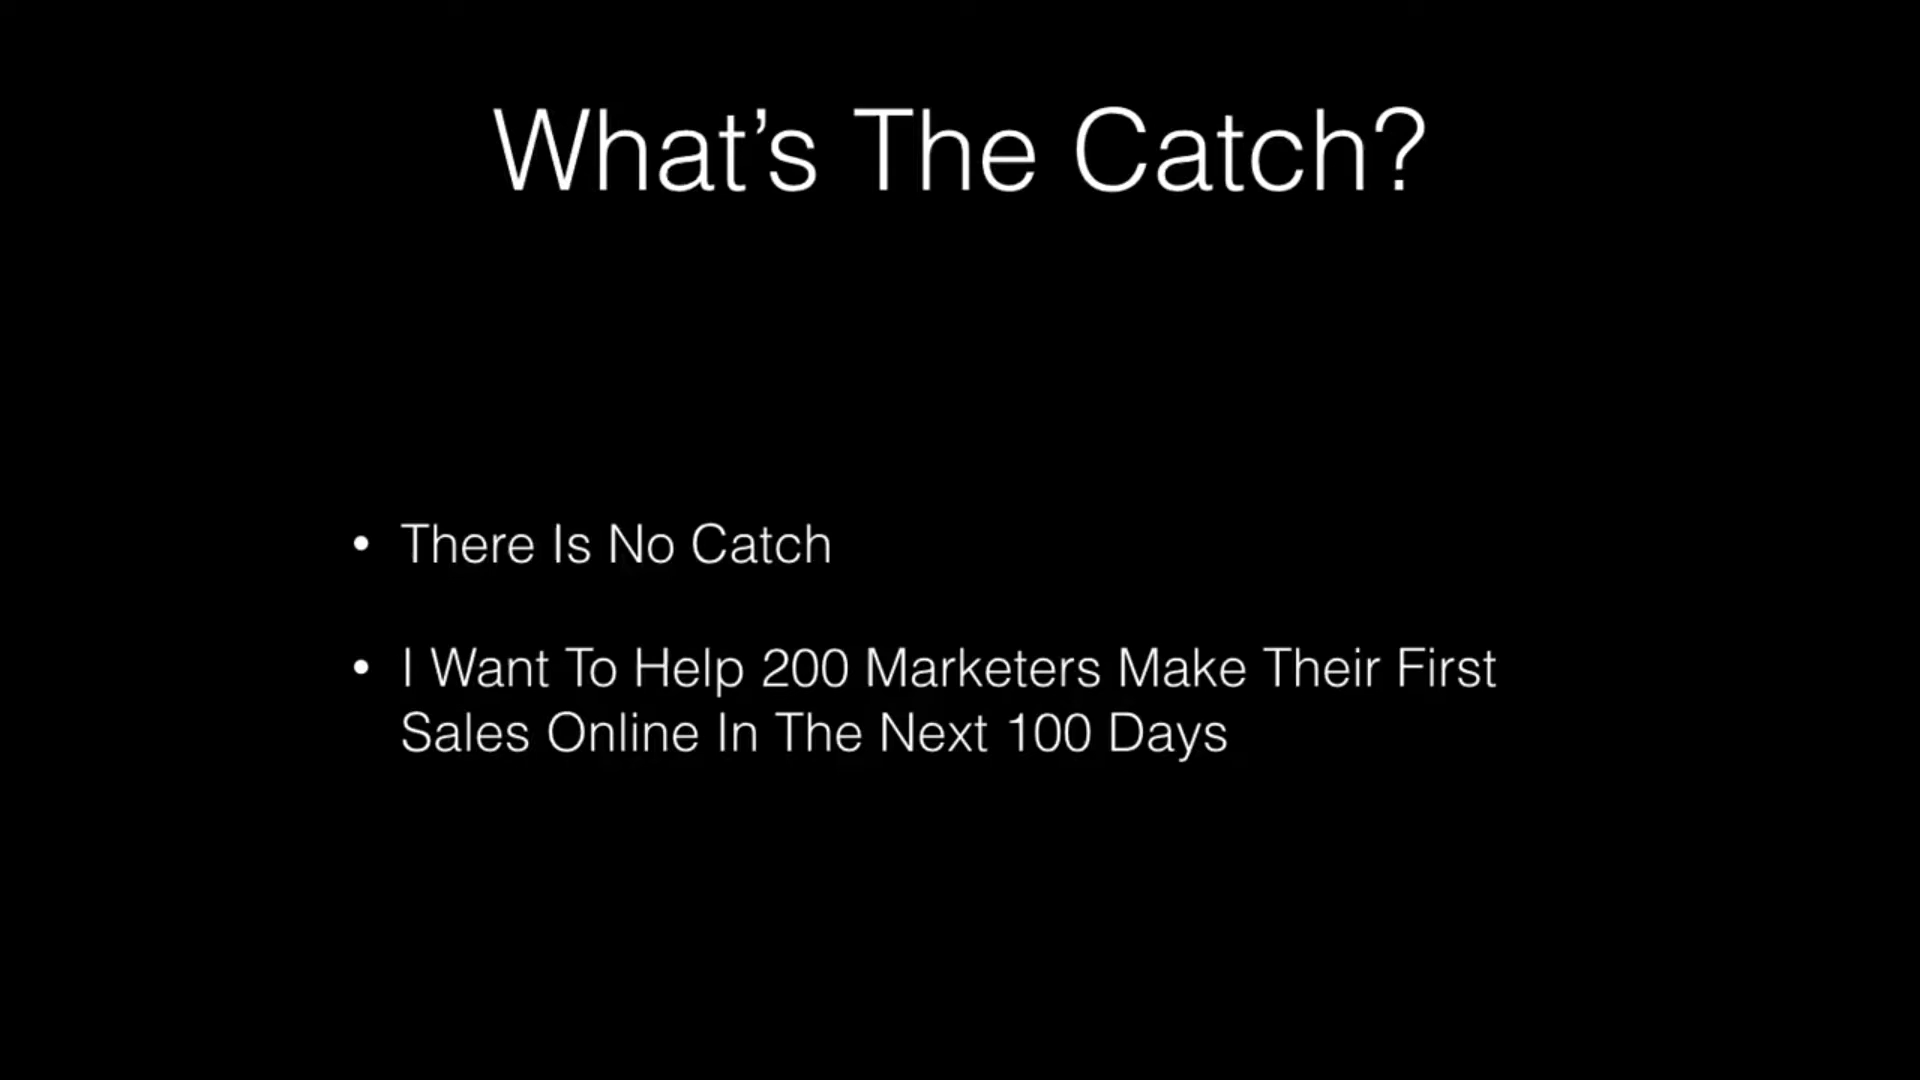 What’s The Catch?
• There Is No Catch
• I Want To Help 200 Marketers Make Their First
Sales Online In The Next 100 Days